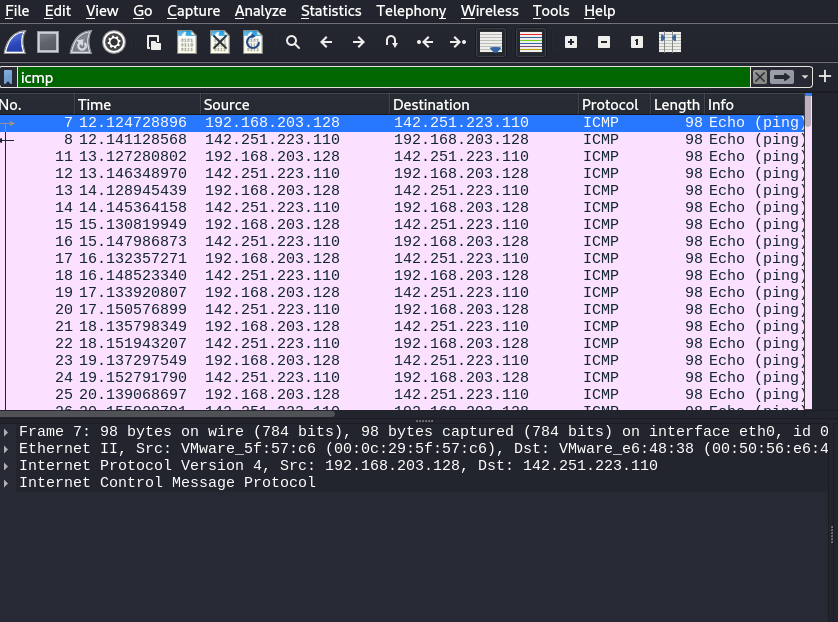 File Edit View Go Capture Analyze Statistics Telephony Wireless Tools Help
icmp
No. Time Source Destination Protocol Length Info
7 12.124728896 192.168.203.128 142.251.223.110 ICMP 98 Echo (ping)
8 12.141128568 142.251.223.110 192.168.203.128 ICMP 98 Echo (ping)
11 13.127280802 192.168.203.128 142.251.223.110 ICMP 98 Echo (ping)
12 13.146348970 142.251.223.110 192.168.203.128 ICMP 98 Echo (ping)
13 14.128945439 192.168.203.128 142.251.223.110 ICMP 98 Echo (ping)
14 14.145364158 142.251.223.110 192.168.203.128 ICMP 98 Echo (ping)
15 15.130819949 192.168.203.128 142.251.223.110 ICMP 98 Echo (ping)
16 15.147986873 142.251.223.110 192.168.203.128 ICMP 98 Echo (ping)
17 16.132357271 192.168.203.128 142.251.223.110 ICMP 98 Echo (ping)
18 16.148523340 142.251.223.110 192.168.203.128 ICMP 98 Echo (ping)
19 17.133920807 192.168.203.128 142.251.223.110 ICMP 98 Echo (ping)
20 17.150576899 142.251.223.110 192.168.203.128 ICMP 98 Echo (ping)
21 18.135798349 192.168.203.128 142.251.223.110 ICMP 98 Echo (ping)
22 18.151943207 142.251.223.110 192.168.203.128 ICMP 98 Echo (ping)
23 19.137297549 192.168.203.128 142.251.223.110 ICMP 98 Echo (ping)
24 19.152791790 142.251.223.110 192.168.203.128 ICMP 98 Echo (ping)
25 20.139068697 192.168.203.128 142.251.223.110 ICMP 98 Echo (ping)
Frame 7: 98 bytes on wire (784 bits), 98 bytes captured (784 bits) on interface eth0, id 0
Ethernet II, Src: VMware_5f:57:c6 (00:0c:29:5f:57:c6), Dst: VMware_e6:48:38 (00:50:56:e6:4
Internet Protocol Version 4, Src: 192.168.203.128, Dst: 142.251.223.110
Internet Control Message Protocol